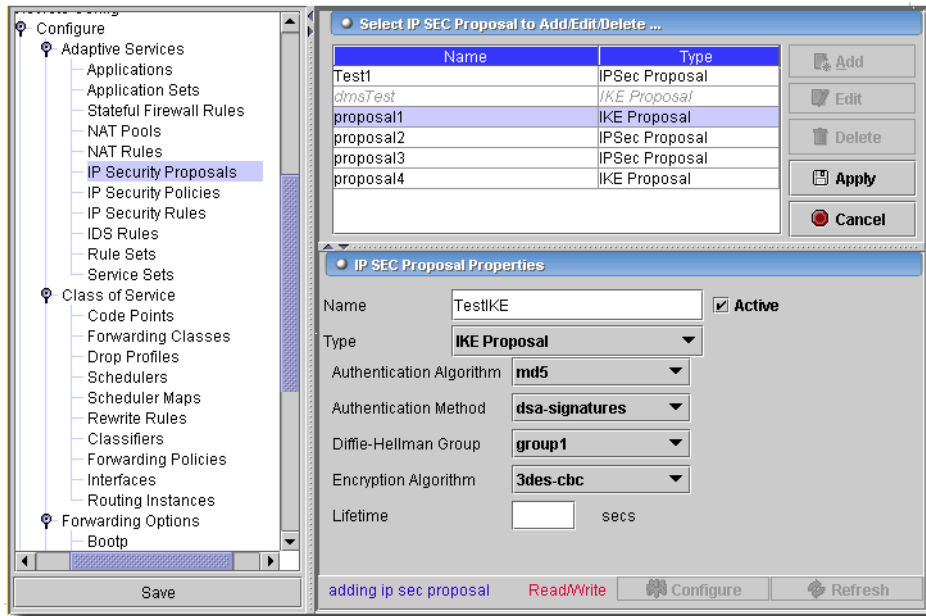 Discrete Config
Configure
Adaptive Services
Applications
Application Sets
Stateful Firewall Rules
NAT Pools
NAT Rules
IP Security Proposals
IP Security Policies
IP Security Rules
IDS Rules
Rule Sets
Service Sets
Class of Service
Code Points
Forwarding Classes
Drop Profiles
Schedulers
Scheduler Maps
Rewrite Rules
Classifiers
Forwarding Policies
Interfaces
Routing Instances
Forwarding Options
Bootp
Save
Select IP SEC Proposal to Add/Edit/Delete ...
Name Type
Test1 IPSec Proposal
dmsTest IKE Proposal
proposal1 IKE Proposal
proposal2 IPSec Proposal
proposal3 IPSec Proposal
proposal4 IKE Proposal
Add
Edit
Delete
Apply
Cancel
IP SEC Proposal Properties
Name TestIKE Active
Type IKE Proposal
Authentication Algorithm md5
Authentication Method dsa-signatures
Diffie-Hellman Group group1
Encryption Algorithm 3des-cbc
Lifetime secs
adding ip sec proposal Read/Write Configure Refresh